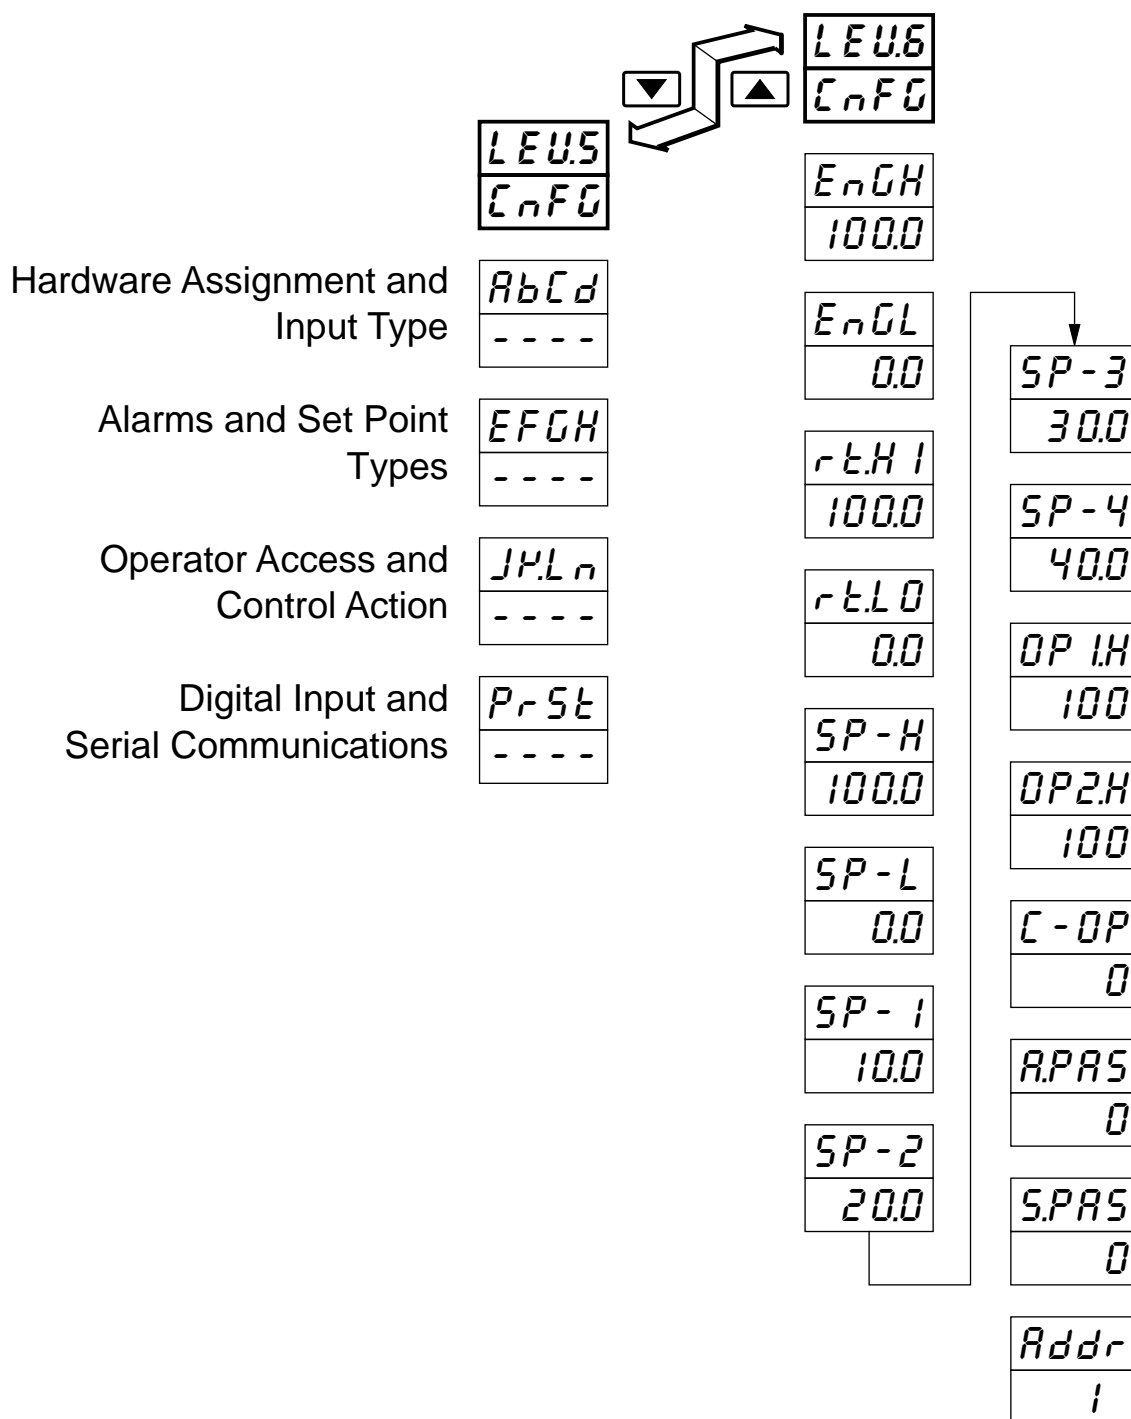 LEU.6
CnFG
LEU.5
CnFG
Hardware Assignment and
Input Type
AbCd
----
Alarms and Set Point
Types
EFGH
----
Operator Access and
Control Action
JK.Ln
----
Digital Input and
Serial Communications
PrSt
----
EnGH
100.0
EnGL
0.0
rt.HI
100.0
rt.LO
0.0
SP-H
100.0
SP-L
0.0
SP-1
10.0
SP-2
20.0
SP-3
30.0
SP-4
40.0
OP1.H
100
OP2.H
100
C-OP
0
A.PAS
0
S.PAS
0
Addr
1